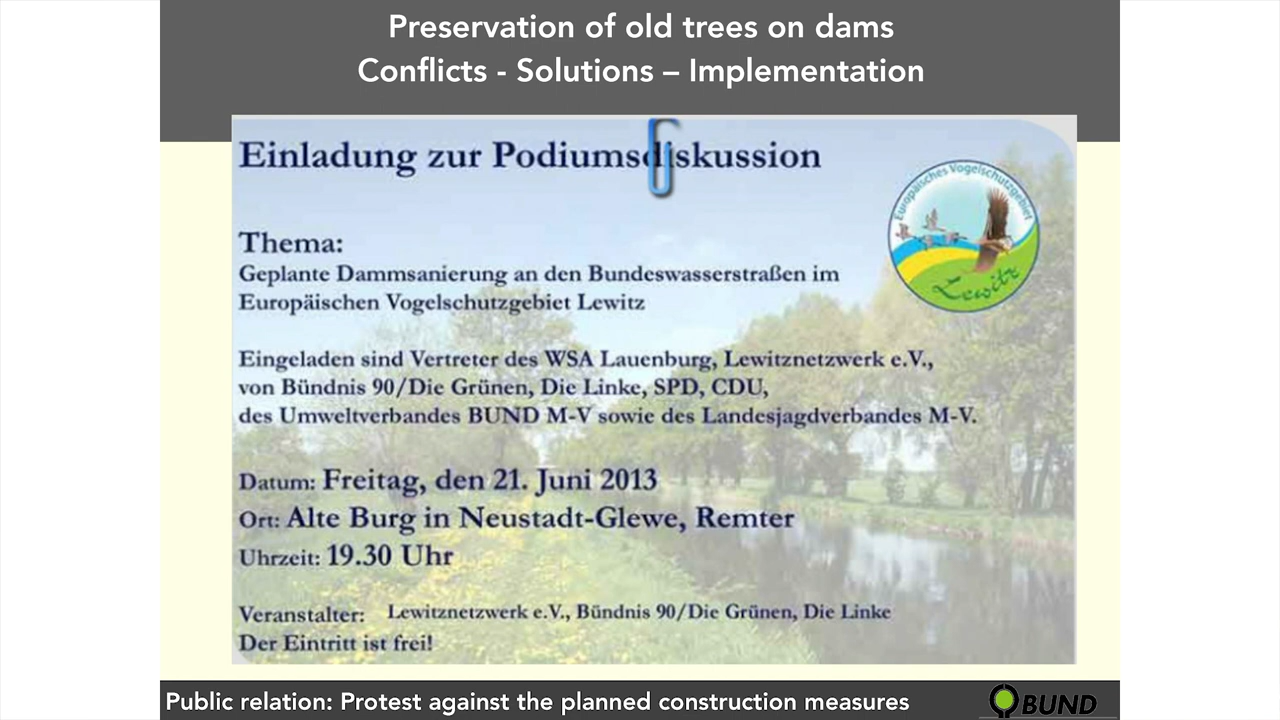 Preservation of old trees on dams
Conflicts - Solutions – Implementation
Einladung zur Podiumsdiskussion
Europäisches Vogelschutzgebiet
Lewitz
Thema:
Geplante Dammsanierung an den Bundeswasserstraßen im
Europäischen Vogelschutzgebiet Lewitz
Eingeladen sind Vertreter des WSA Lauenburg, Lewitznetzwerk e.V.,
von Bündnis 90/Die Grünen, Die Linke, SPD, CDU,
des Umweltverbandes BUND M-V sowie des Landesjagdverbandes M-V.
Datum: Freitag, den 21. Juni 2013
Ort: Alte Burg in Neustadt-Glewe, Remter
Uhrzeit: 19.30 Uhr
Veranstalter: Lewitznetzwerk e.V., Bündnis 90/Die Grünen, Die Linke
Der Eintritt ist frei!
Public relation: Protest against the planned construction measures
BUND